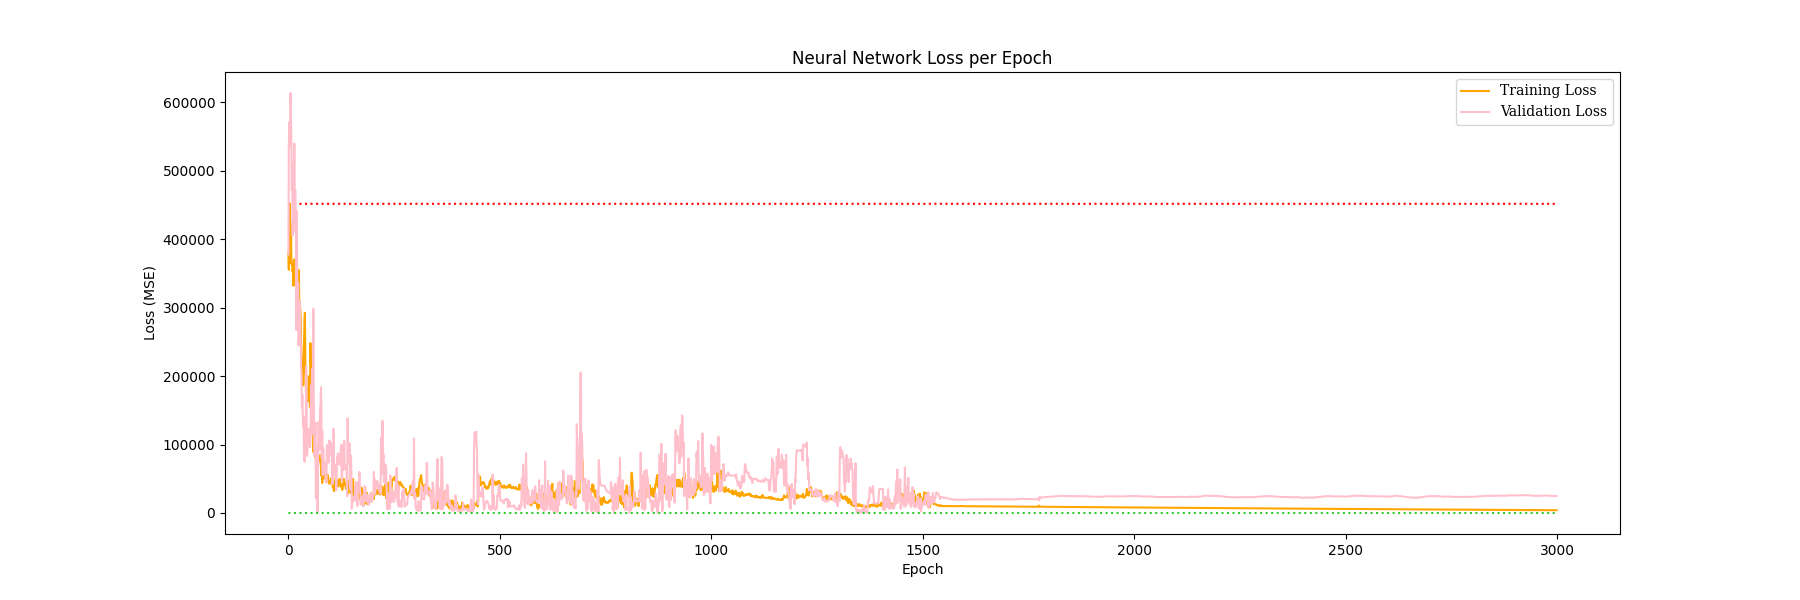 Neural Network Loss per Epoch
Training Loss
Validation Loss
Loss (MSE)
600000
500000
400000
300000
200000
100000
0
0 500 1000 1500 2000 2500 3000
Epoch